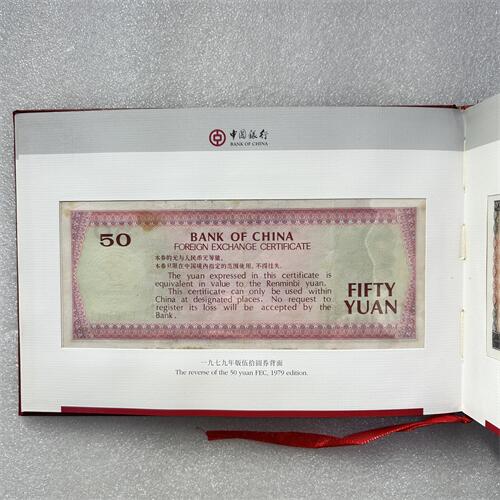 中国银行
BANK OF CHINA
50
BANK OF CHINA
FOREIGN EXCHANGE CERTIFICATE
本券的元与人民币元等值。
本券只限在中国境内指定的范围使用,不得挂失。
The yuan expressed in this certificate is
equivalent in value to the Renminbi yuan.
This certificate can only be used within
China at designated places. No request to
register its loss will be accepted by the
Bank.
FIFTY
YUAN
一九七九年版伍拾圆券背面
The reverse of the 50 yuan FEC, 1979 edition.